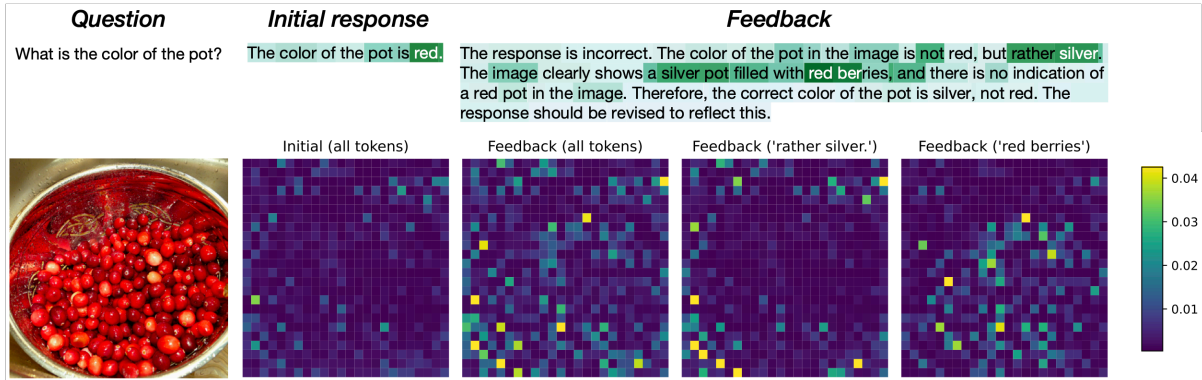 Question
Initial response
Feedback
What is the color of the pot?
The color of the pot is red.
The response is incorrect. The color of the pot in the image is not red, but rather silver.
The image clearly shows a silver pot filled with red berries, and there is no indication of
a red pot in the image. Therefore, the correct color of the pot is silver, not red. The
response should be revised to reflect this.
Initial (all tokens)
Feedback (all tokens)
Feedback ('rather silver.')
Feedback ('red berries')
0.04
0.03
0.02
0.01